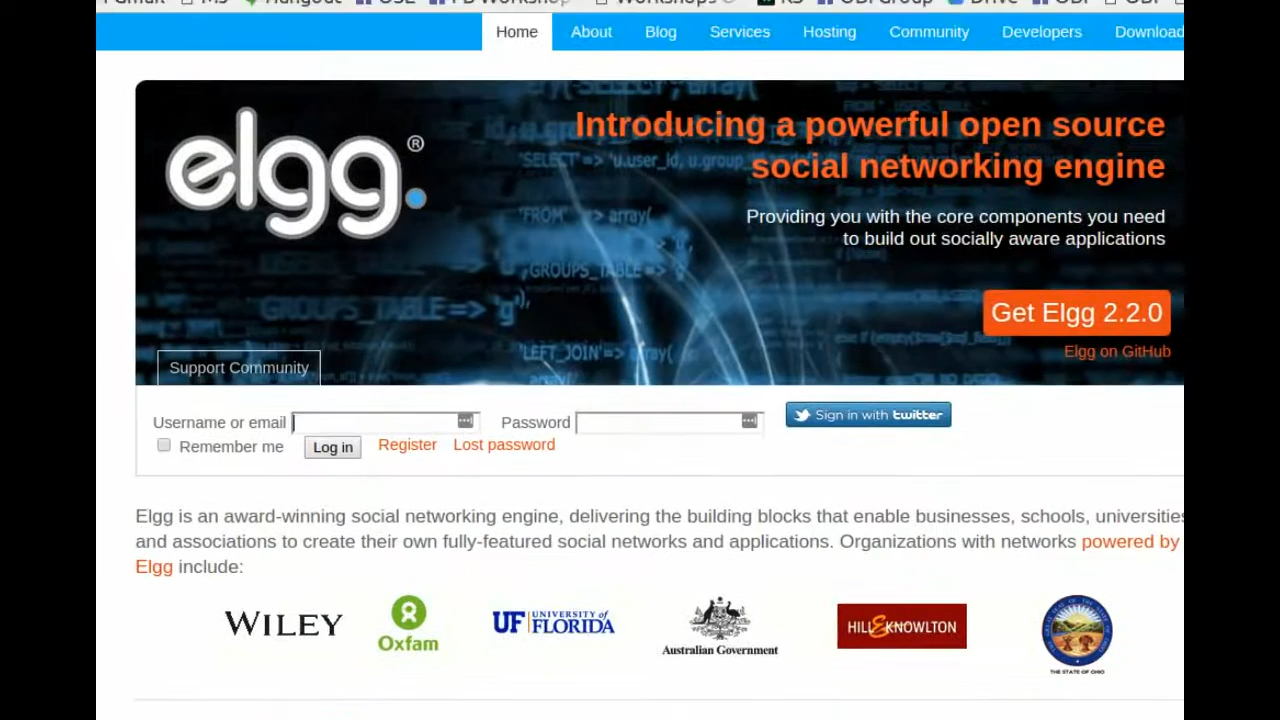 Home About Blog Services Hosting Community Developers Download
elgg.®
Introducing a powerful open source
social networking engine
Providing you with the core components you need
to build out socially aware applications
Get Elgg 2.2.0
Elgg on GitHub
Support Community
Username or email Password Sign in with twitter
Remember me Log in Register Lost password
Elgg is an award-winning social networking engine, delivering the building blocks that enable businesses, schools, universities
and associations to create their own fully-featured social networks and applications. Organizations with networks powered by
Elgg include:
WILEY
Oxfam
UF UNIVERSITY of
FLORIDA
Australian Government
HILL & KNOWLTON
THE STATE OF OHIO